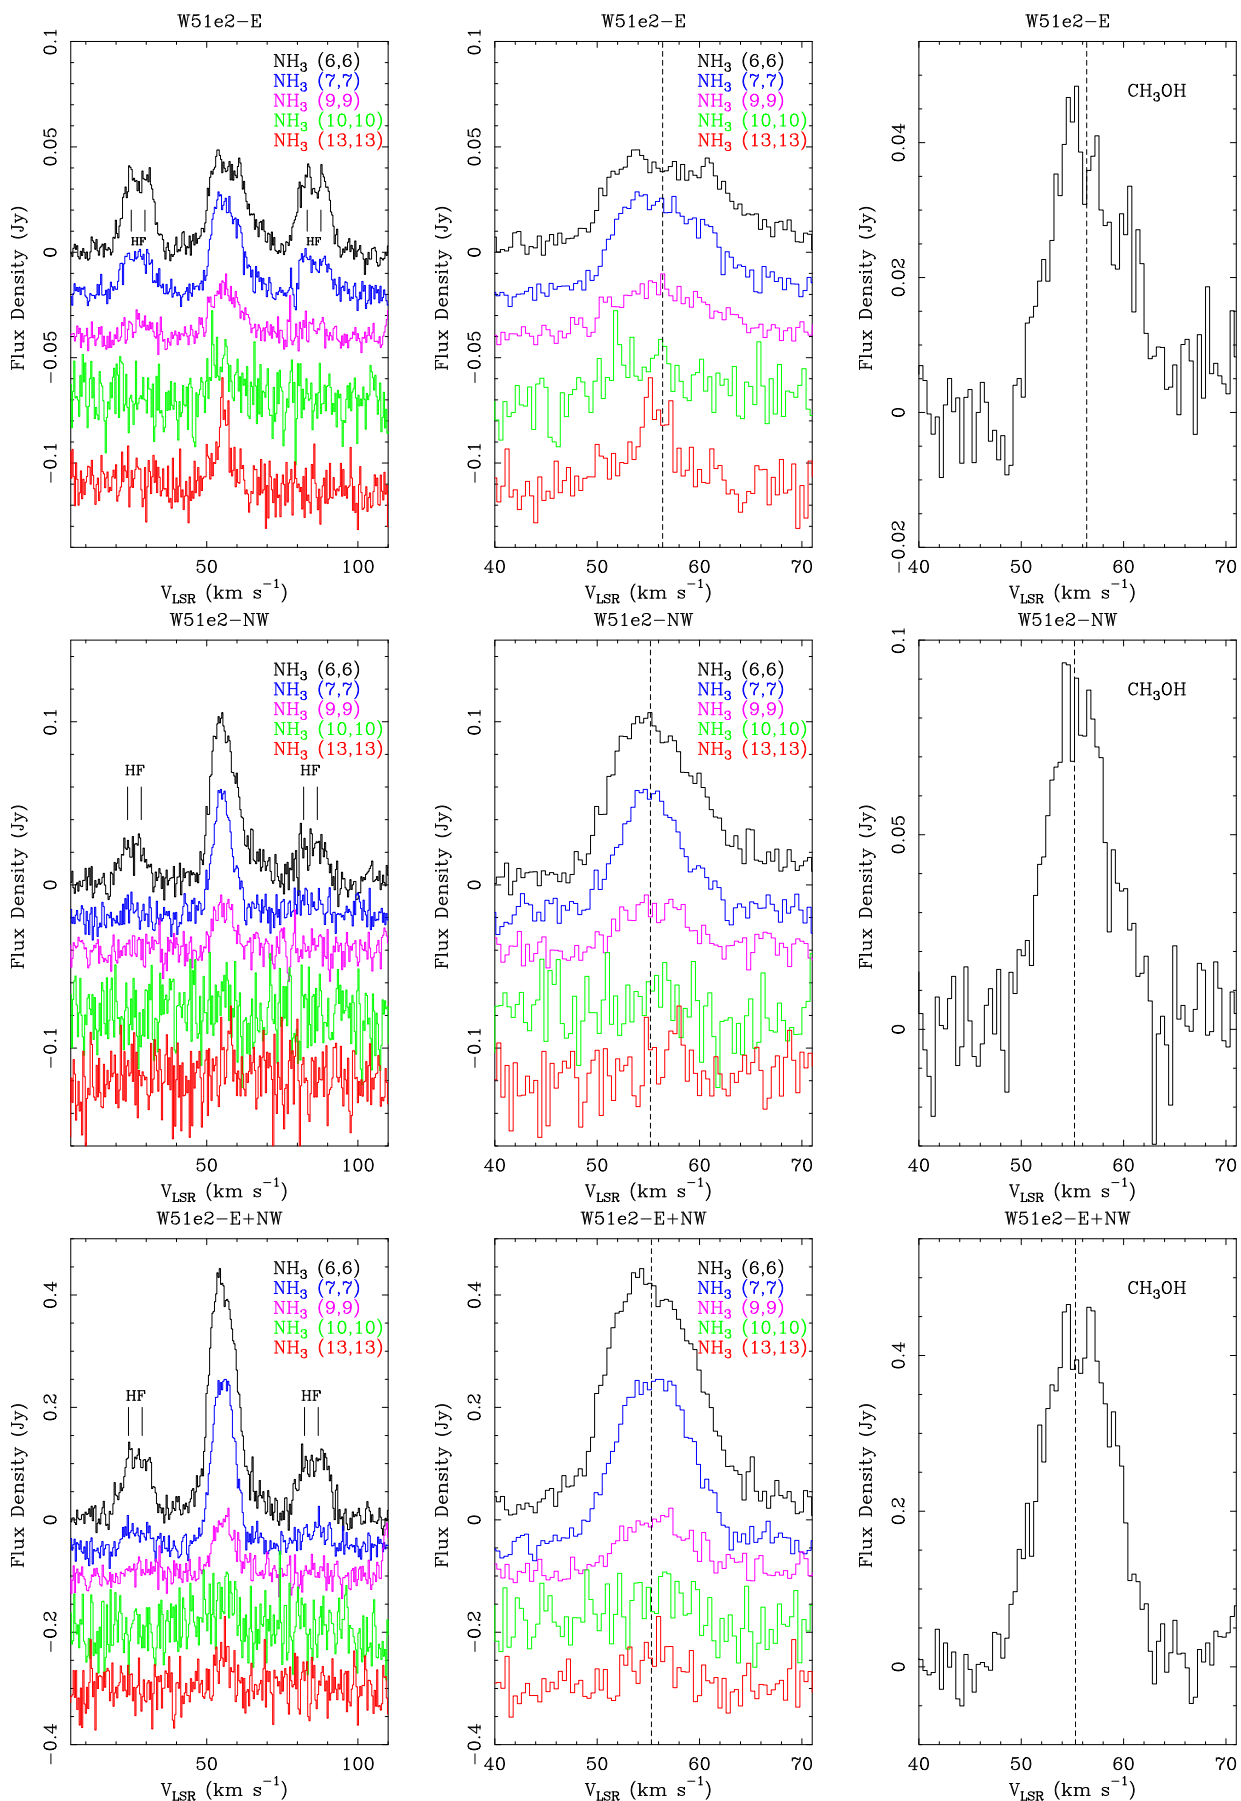 W51e2-E
W51e2-E
W51e2-E
NH3 (6,6)
NH3 (7,7)
NH3 (9,9)
NH3 (10,10)
NH3 (13,13)
HF
HF
Flux Density (Jy)
0.1
0.05
0
-0.05
-0.1
50
100
VLSR (km s-1)
NH3 (6,6)
NH3 (7,7)
NH3 (9,9)
NH3 (10,10)
NH3 (13,13)
Flux Density (Jy)
0.1
0.05
0
-0.05
-0.1
40
50
60
70
VLSR (km s-1)
CH3OH
Flux Density (Jy)
0.04
0.02
0
-0.02
40
50
60
70
VLSR (km s-1)
W51e2-NW
W51e2-NW
W51e2-NW
NH3 (6,6)
NH3 (7,7)
NH3 (9,9)
NH3 (10,10)
NH3 (13,13)
HF
HF
Flux Density (Jy)
0.1
0
-0.1
50
100
VLSR (km s-1)
NH3 (6,6)
NH3 (7,7)
NH3 (9,9)
NH3 (10,10)
NH3 (13,13)
Flux Density (Jy)
0.1
0
-0.1
40
50
60
70
VLSR (km s-1)
CH3OH
Flux Density (Jy)
0.1
0.05
0
40
50
60
70
VLSR (km s-1)
W51e2-E+NW
W51e2-E+NW
W51e2-E+NW
NH3 (6,6)
NH3 (7,7)
NH3 (9,9)
NH3 (10,10)
NH3 (13,13)
HF
HF
Flux Density (Jy)
0.4
0.2
0
-0.2
-0.4
50
100
VLSR (km s-1)
NH3 (6,6)
NH3 (7,7)
NH3 (9,9)
NH3 (10,10)
NH3 (13,13)
Flux Density (Jy)
0.4
0.2
0
-0.2
-0.4
40
50
60
70
VLSR (km s-1)
CH3OH
Flux Density (Jy)
0.4
0.2
0
40
50
60
70
VLSR (km s-1)